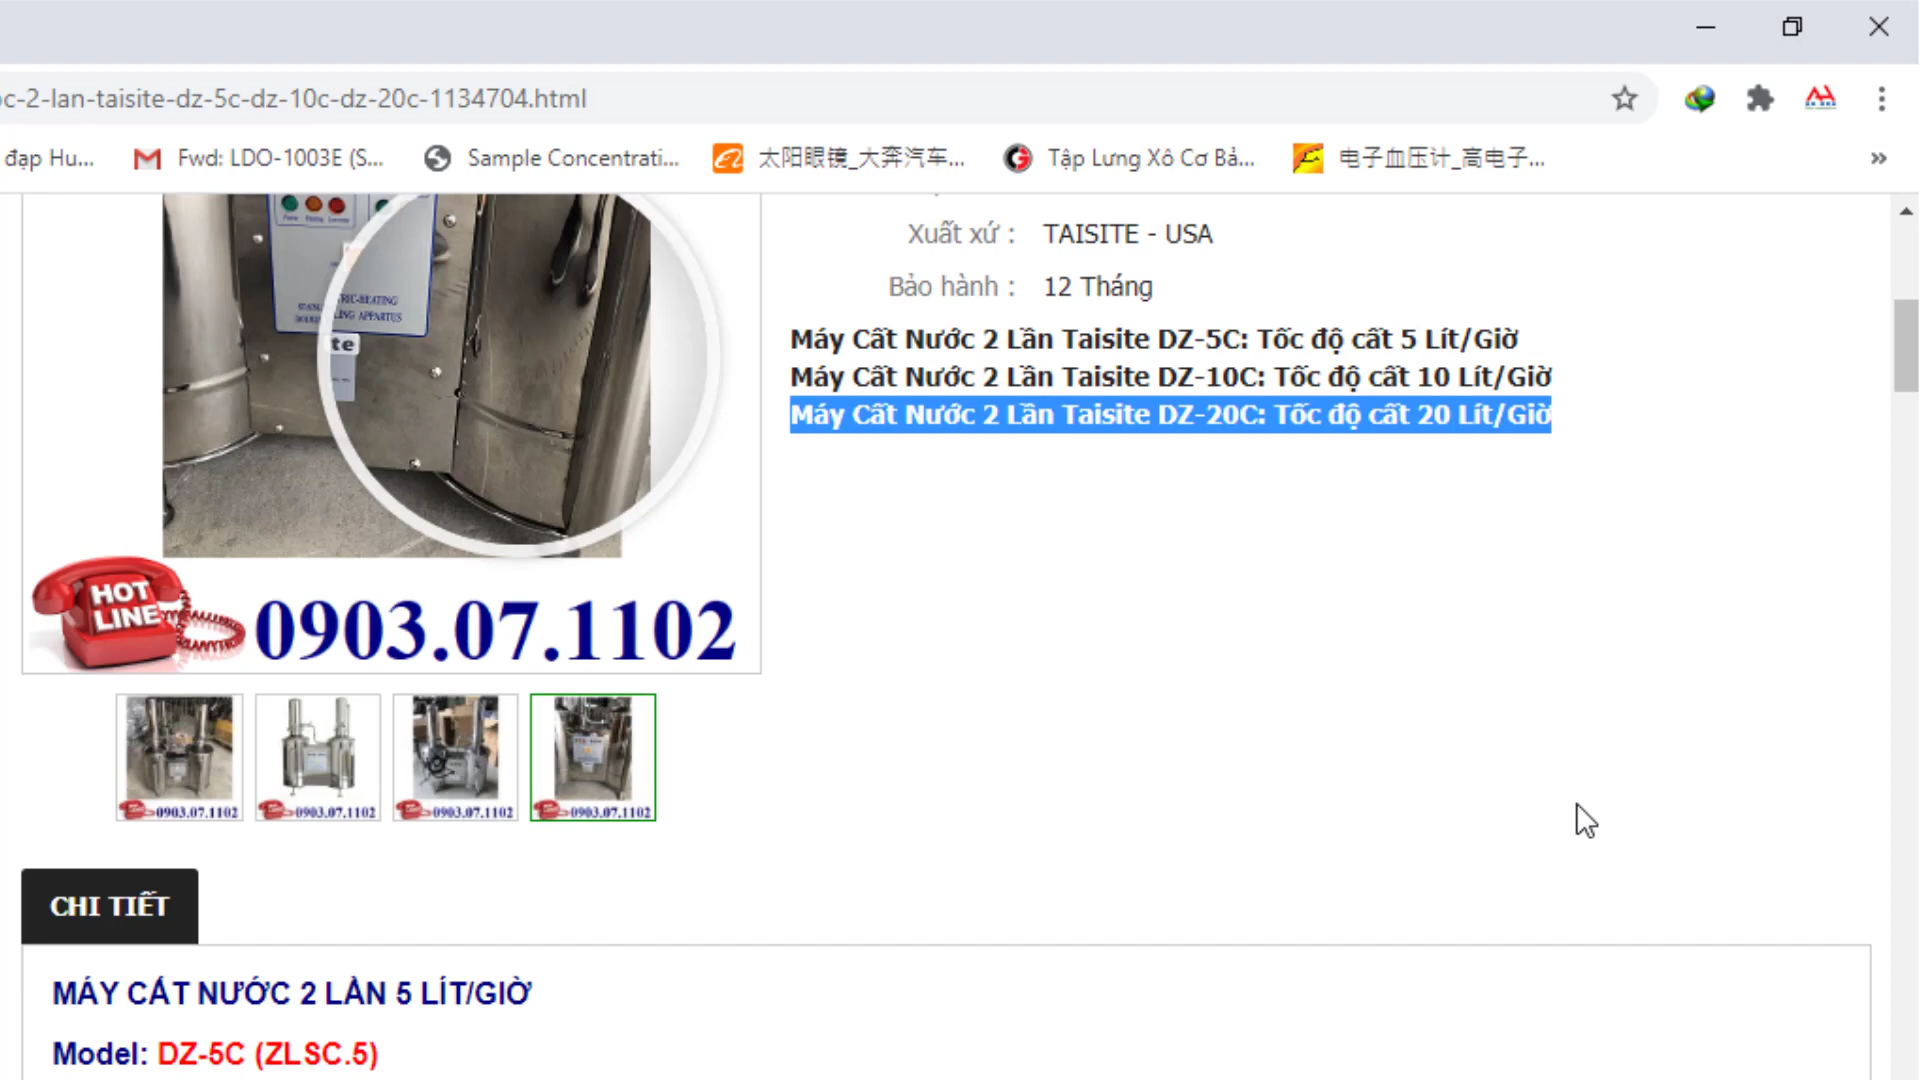 c-2-lan-taisite-dz-5c-dz-10c-dz-20c-1134704.html
đạp Hu...
Fwd: LDO-1003E (S...
Sample Concentrati...
太阳眼镜_大奔汽车...
Tập Lưng Xô Cơ Bả...
电子血压计_高电子...
»
Xuất xứ : TAISITE - USA
Bảo hành : 12 Tháng
Máy Cất Nước 2 Lần Taisite DZ-5C: Tốc độ cất 5 Lít/Giờ
Máy Cất Nước 2 Lần Taisite DZ-10C: Tốc độ cất 10 Lít/Giờ
Máy Cất Nước 2 Lần Taisite DZ-20C: Tốc độ cất 20 Lít/Giờ
RIC-HEATING
LING APPARTUS
te
HOT
LINE
0903.07.1102
0903.07.1102
0903.07.1102
0903.07.1102
0903.07.1102
CHI TIẾT
MÁY CẤT NƯỚC 2 LẦN 5 LÍT/GIỜ
Model: DZ-5C (ZLSC.5)